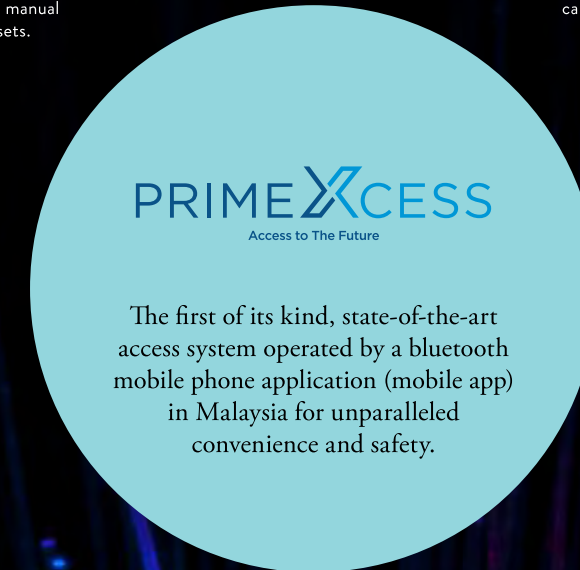 manual
sets.
ca
PRIMEXCESS
Access to The Future
The first of its kind, state-of-the-art
access system operated by a bluetooth
mobile phone application (mobile app)
in Malaysia for unparalleled
convenience and safety.